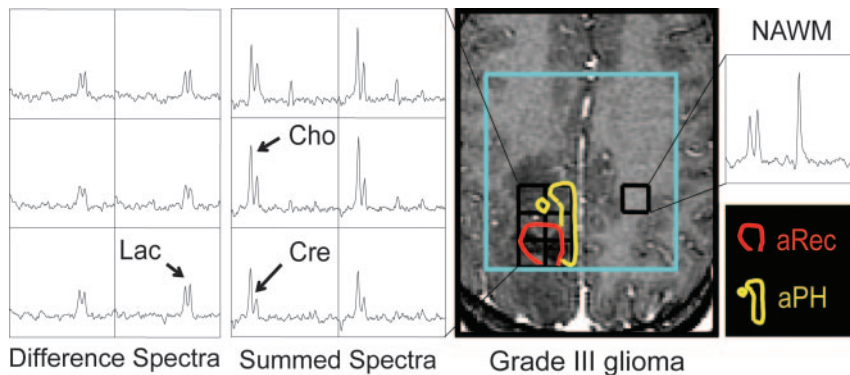 NAWM
Cho
Lac
Cre
aRec
aPH
Difference Spectra
Summed Spectra
Grade III glioma